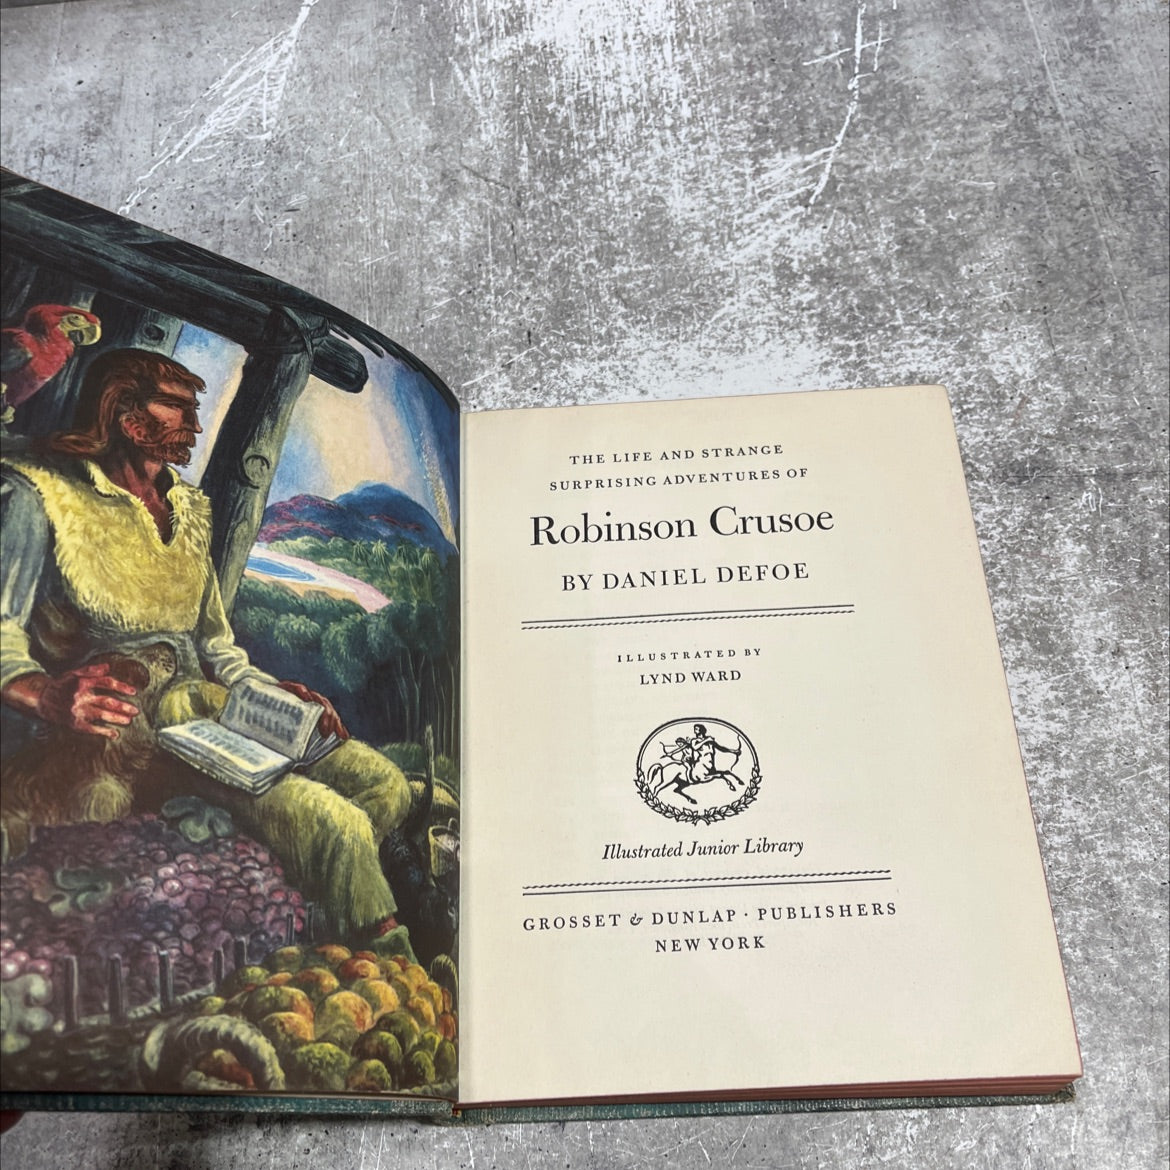 THE LIFE AND STRANGE
SURPRISING ADVENTURES OF
Robinson Crusoe
BY DANIEL DEFOE
ILLUSTRATED BY
LYND WARD
Illustrated Junior Library
GROSSET & DUNLAP · PUBLISHERS
NEW YORK